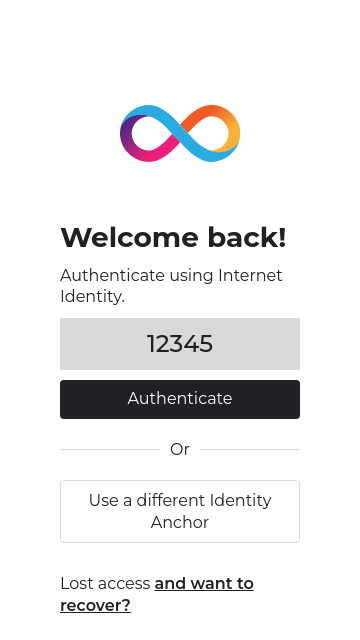 Welcome back!
Authenticate using Internet
Identity.
12345
Authenticate
Or
Use a different Identity
Anchor
Lost access and want to
recover?